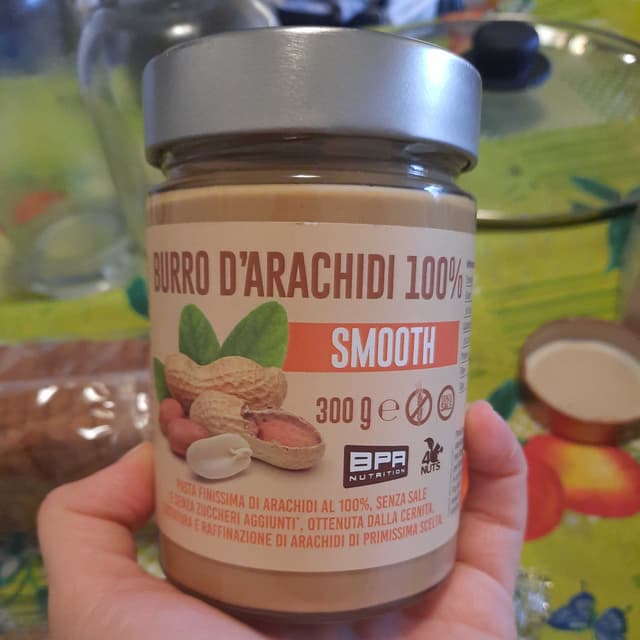 BURRO D'ARACHIDI 100%
SMOOTH
300 g ℮
BPR
NUTRITION
4
NUTS
PASTA FINISSIMA DI ARACHIDI AL 100%, SENZA SALE
E SENZA ZUCCHERI AGGIUNTI*, OTTENUTA DALLA CERNITA,
E RAFFINAZIONE DI ARACHIDI DI PRIMISSIMA SCELTA.